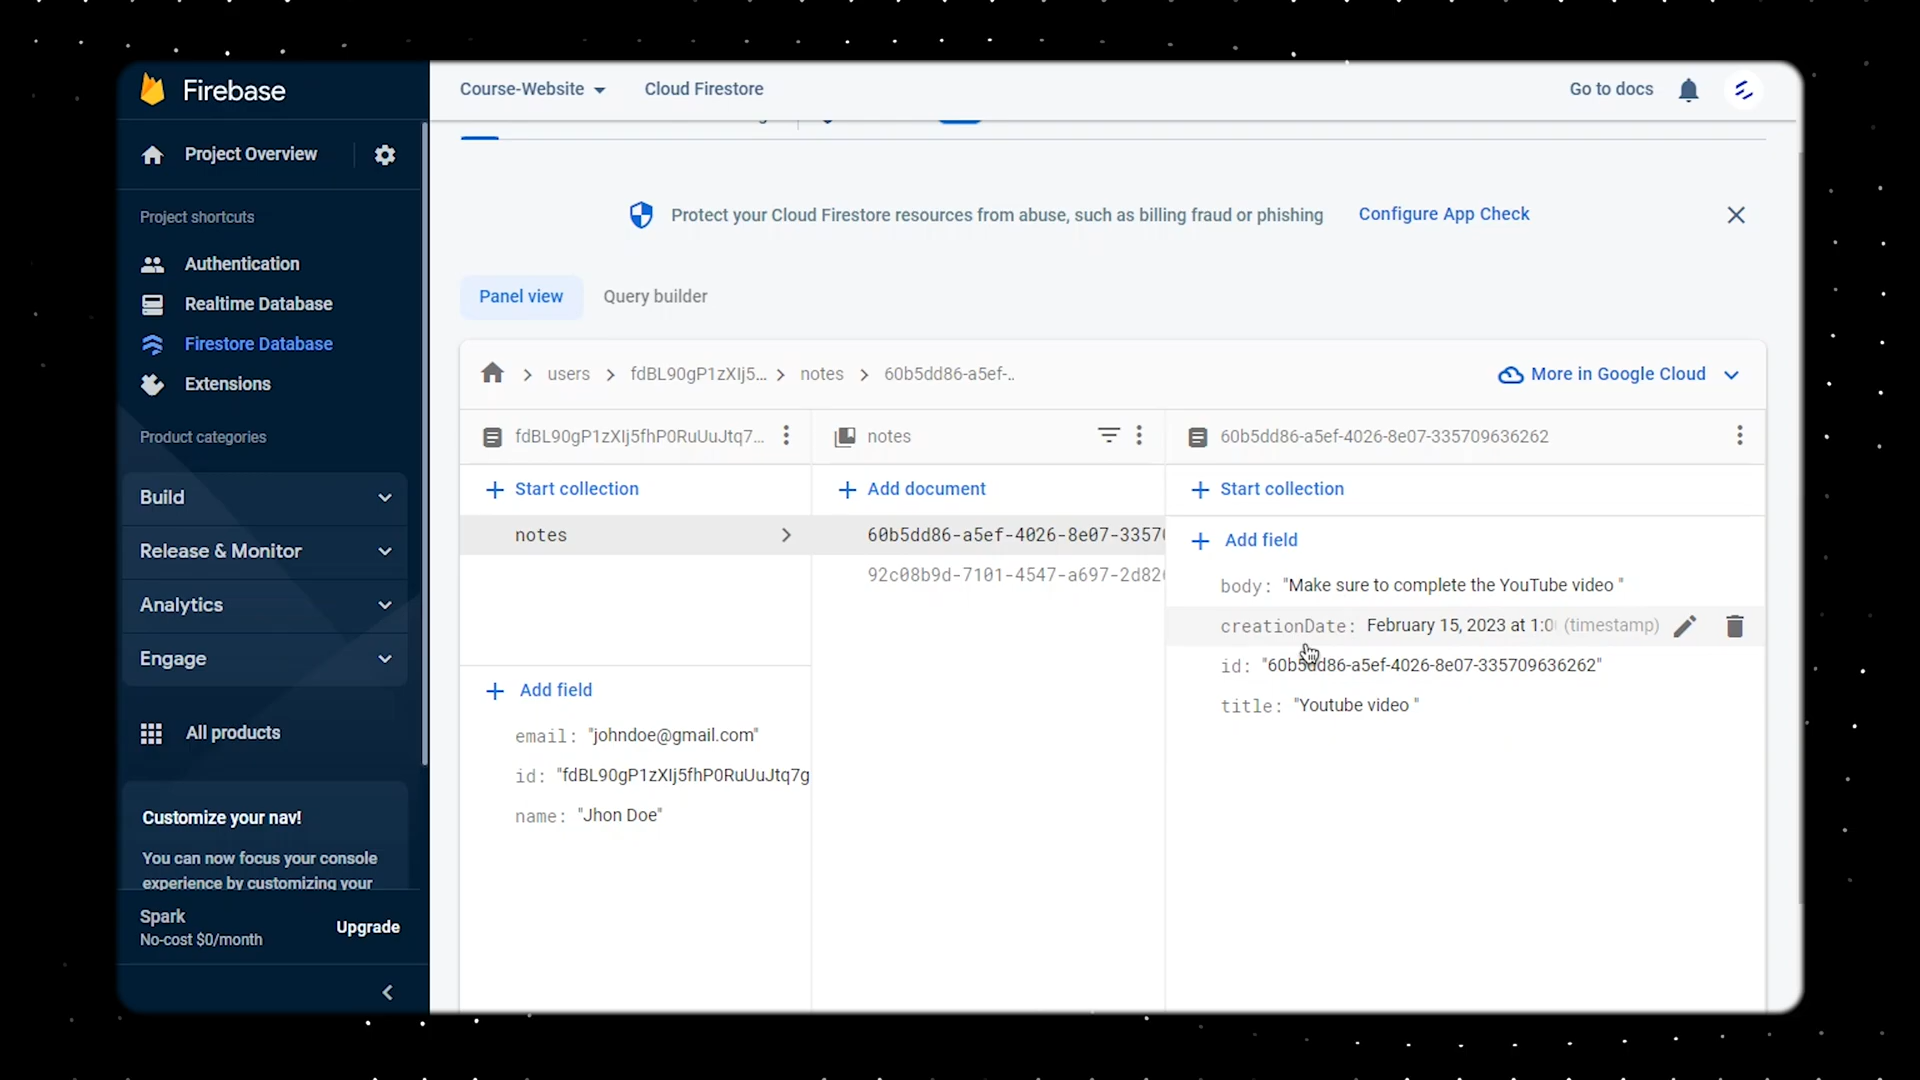 Firebase
Course-Website
Cloud Firestore
Go to docs
Project Overview
Project shortcuts
Authentication
Realtime Database
Firestore Database
Extensions
Product categories
Build
Release & Monitor
Analytics
Engage
All products
Customize your nav!
You can now focus your console
experience by customizing your
Spark
No-cost $0/month
Upgrade
Protect your Cloud Firestore resources from abuse, such as billing fraud or phishing
Configure App Check
Panel view
Query builder
users
fdBL90gP1zXIj5...
notes
60b5dd86-a5ef-..
More in Google Cloud
fdBL90gP1zXIj5fhP0RuUuJtq7...
Start collection
notes
Add field
email: "johndoe@gmail.com"
id: "fdBL90gP1zXIj5fhP0RuUuJtq7g
name: "Jhon Doe"
notes
Add document
60b5dd86-a5ef-4026-8e07-3357
92c08b9d-7101-4547-a697-2d82
60b5dd86-a5ef-4026-8e07-335709636262
Start collection
Add field
body: "Make sure to complete the YouTube video "
creationDate: February 15, 2023 at 1:0 (timestamp)
id: "60b5dd86-a5ef-4026-8e07-335709636262"
title: "Youtube video "